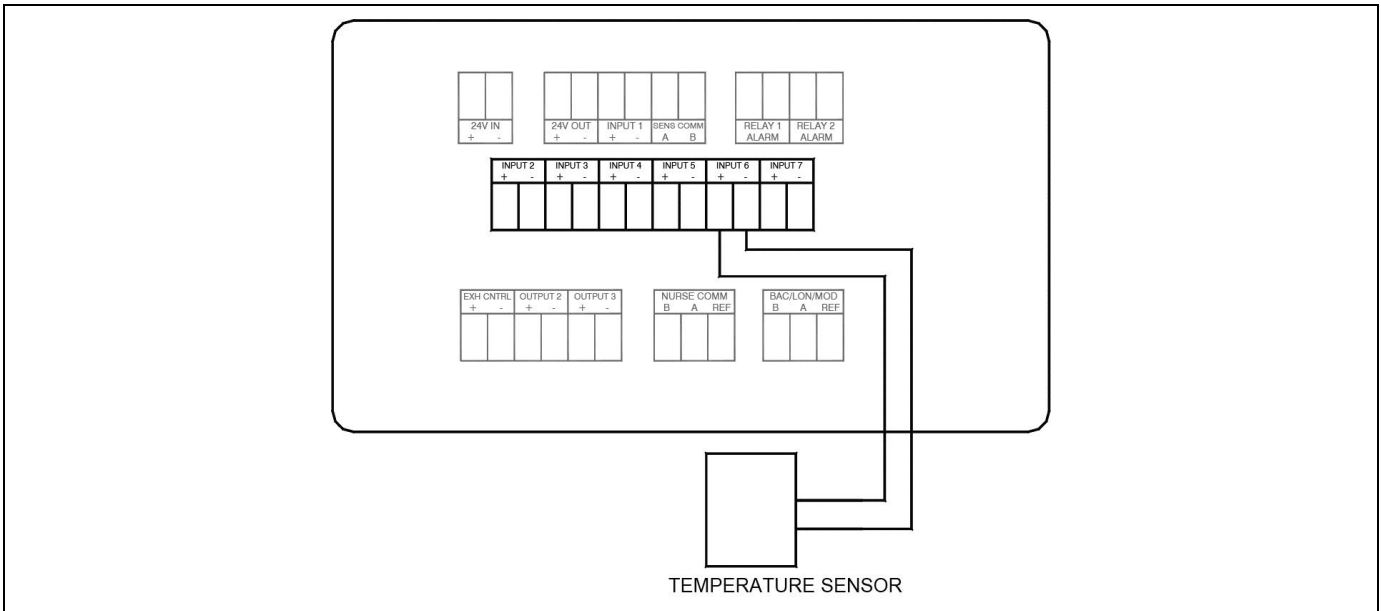 24V IN
+ -
24V OUT INPUT 1 SENS COMM
+ - + - A B
RELAY 1 RELAY 2
ALARM ALARM
INPUT 2 INPUT 3 INPUT 4 INPUT 5 INPUT 6 INPUT 7
+ - + - + - + - + - + -
EXH CNTRL OUTPUT 2 OUTPUT 3
+ - + - + -
NURSE COMM
B A REF
BAC/LON/MOD
B A REF
TEMPERATURE SENSOR